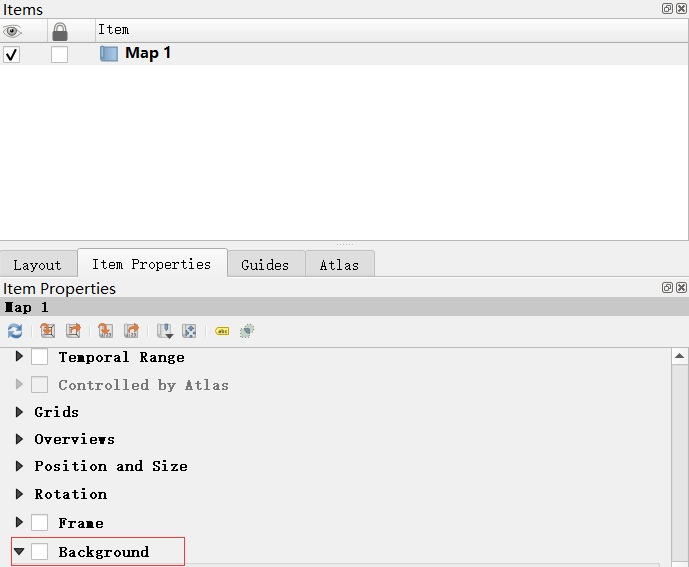 Items
Item
Map 1
Layout
Item Properties
Guides
Atlas
Item Properties
Map 1
abc
Temporal Range
Controlled by Atlas
Grids
Overviews
Position and Size
Rotation
Frame
Background